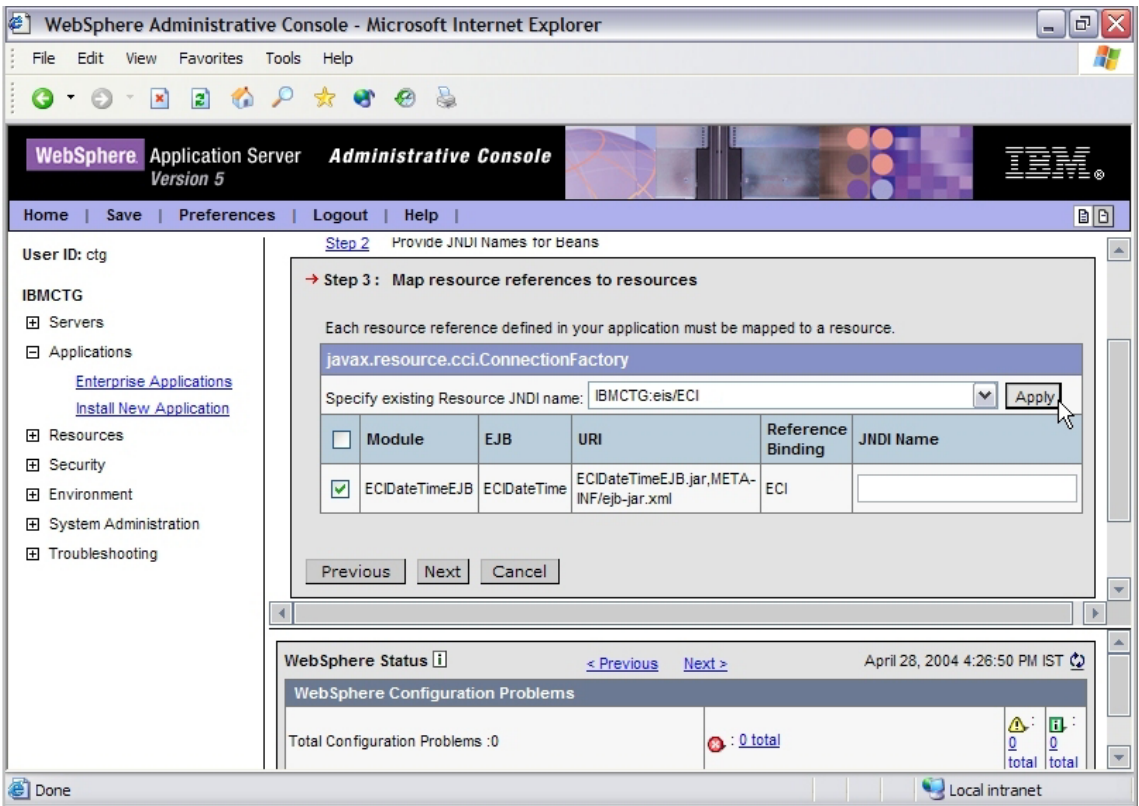 WebSphere Administrative Console - Microsoft Internet Explorer
File Edit View Favorites Tools Help
WebSphere Application Server Administrative Console
Version 5
IBM®
Home | Save | Preferences | Logout | Help |
User ID: ctg
IBMCTG
Servers
Applications
Enterprise Applications
Install New Application
Resources
Security
Environment
System Administration
Troubleshooting
Step 2 Provide JNDI Names for Beans
Step 3 : Map resource references to resources
Each resource reference defined in your application must be mapped to a resource.
javax.resource.cci.ConnectionFactory
Specify existing Resource JNDI name: IBMCTG:eis/ECI Apply
Module EJB URI Reference Binding JNDI Name
ECIDateTimeEJB ECIDateTime ECIDateTimeEJB.jar,META-INF/ejb-jar.xml ECI
Previous Next Cancel
WebSphere Status i < Previous Next > April 28, 2004 4:26:50 PM IST
WebSphere Configuration Problems
Total Configuration Problems :0 : 0 total : 0 total : 0 total
Done Local intranet